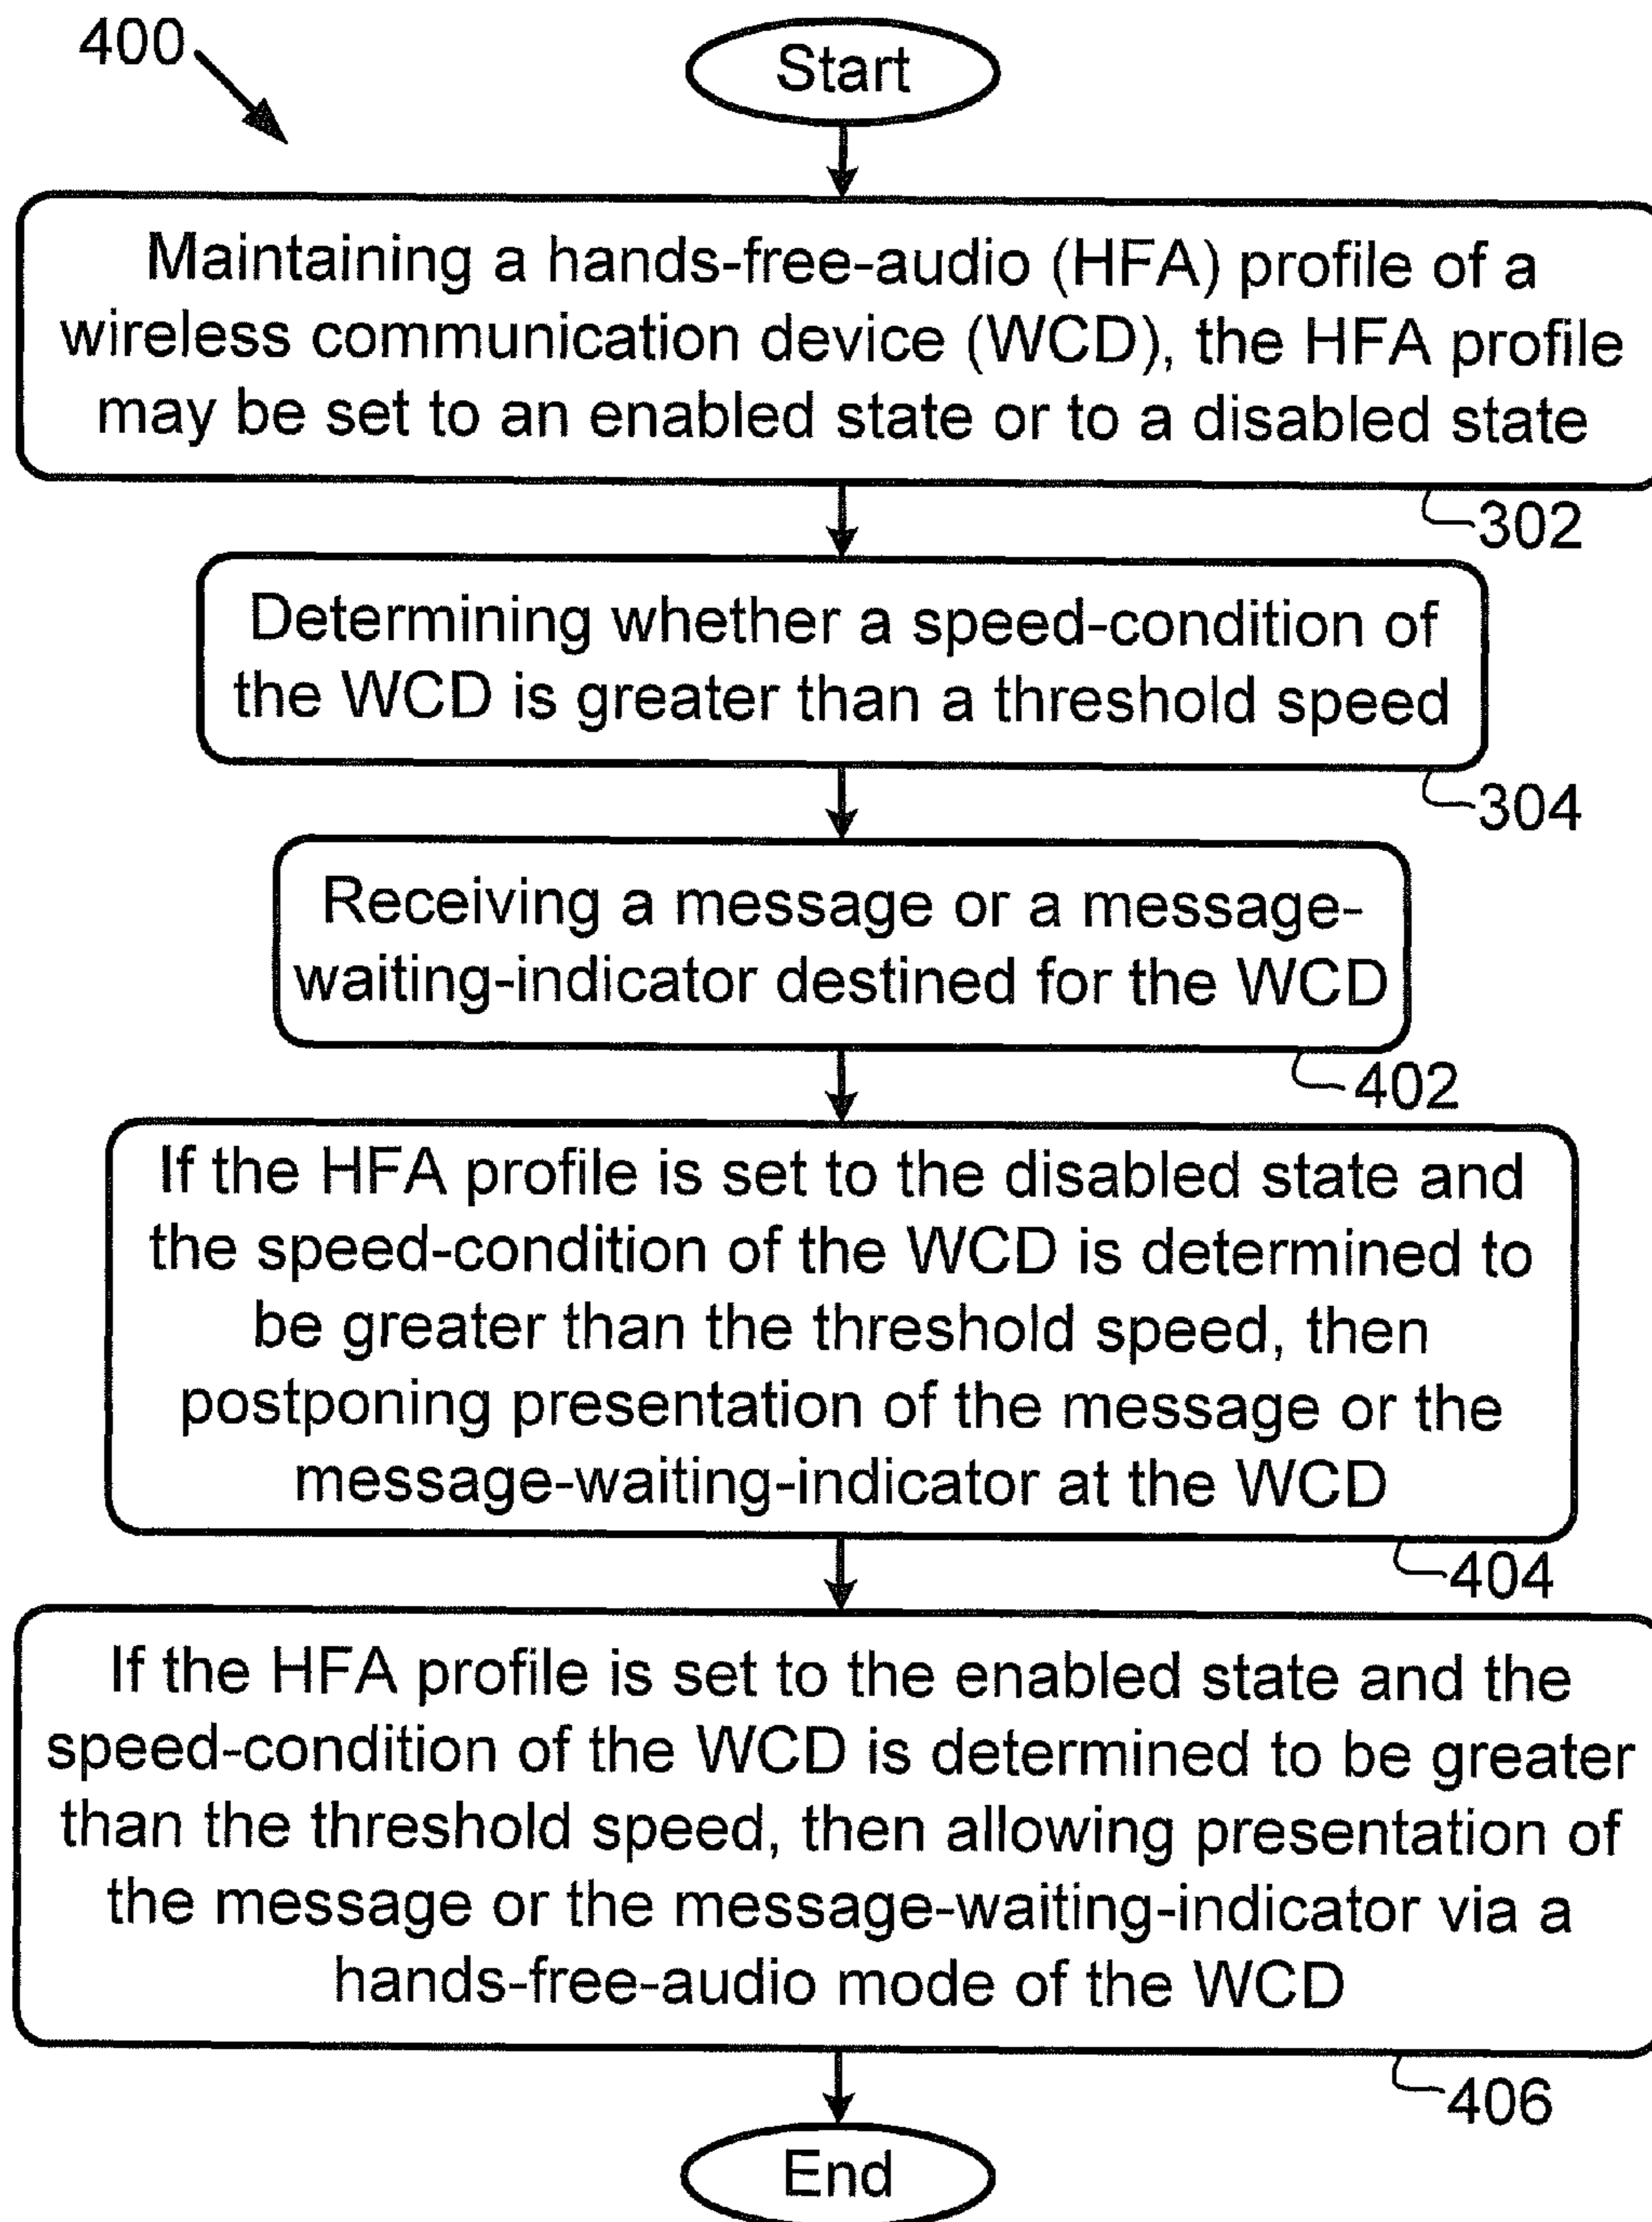 400
Start
Maintaining a hands-free-audio (HFA) profile of a
wireless communication device (WCD), the HFA profile
may be set to an enabled state or to a disabled state
302
Determining whether a speed-condition of
the WCD is greater than a threshold speed
304
Receiving a message or a message-
waiting-indicator destined for the WCD
402
If the HFA profile is set to the disabled state and
the speed-condition of the WCD is determined to
be greater than the threshold speed, then
postponing presentation of the message or the
message-waiting-indicator at the WCD
404
If the HFA profile is set to the enabled state and the
speed-condition of the WCD is determined to be greater
than the threshold speed, then allowing presentation of
the message or the message-waiting-indicator via a
hands-free-audio mode of the WCD
406
End